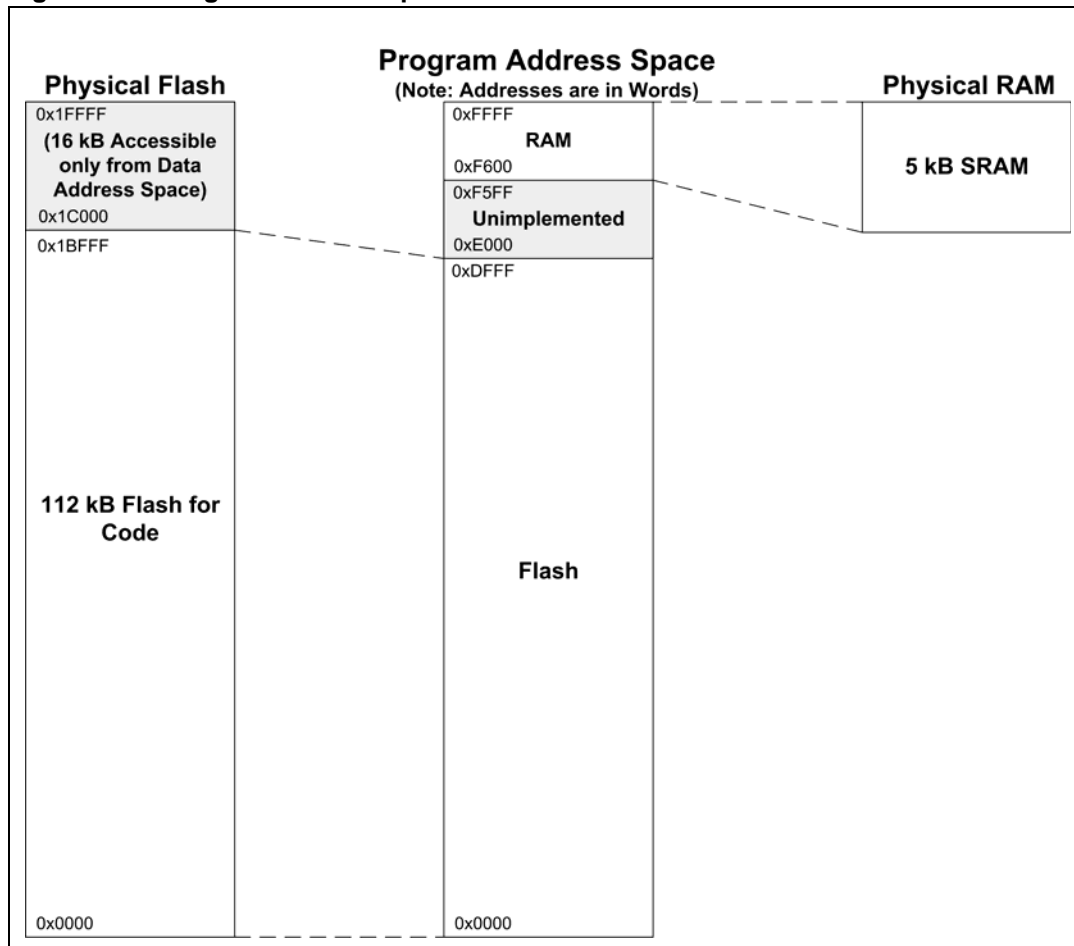 Program Address Space
(Note: Addresses are in Words)
Physical Flash
0x1FFFF
(16 kB Accessible
only from Data
Address Space)
0x1C000
0x1BFFF
112 kB Flash for
Code
0x0000
0xFFFF
RAM
0xF600
0xF5FF
Unimplemented
0xE000
0xDFFF
Flash
0x0000
Physical RAM
5 kB SRAM